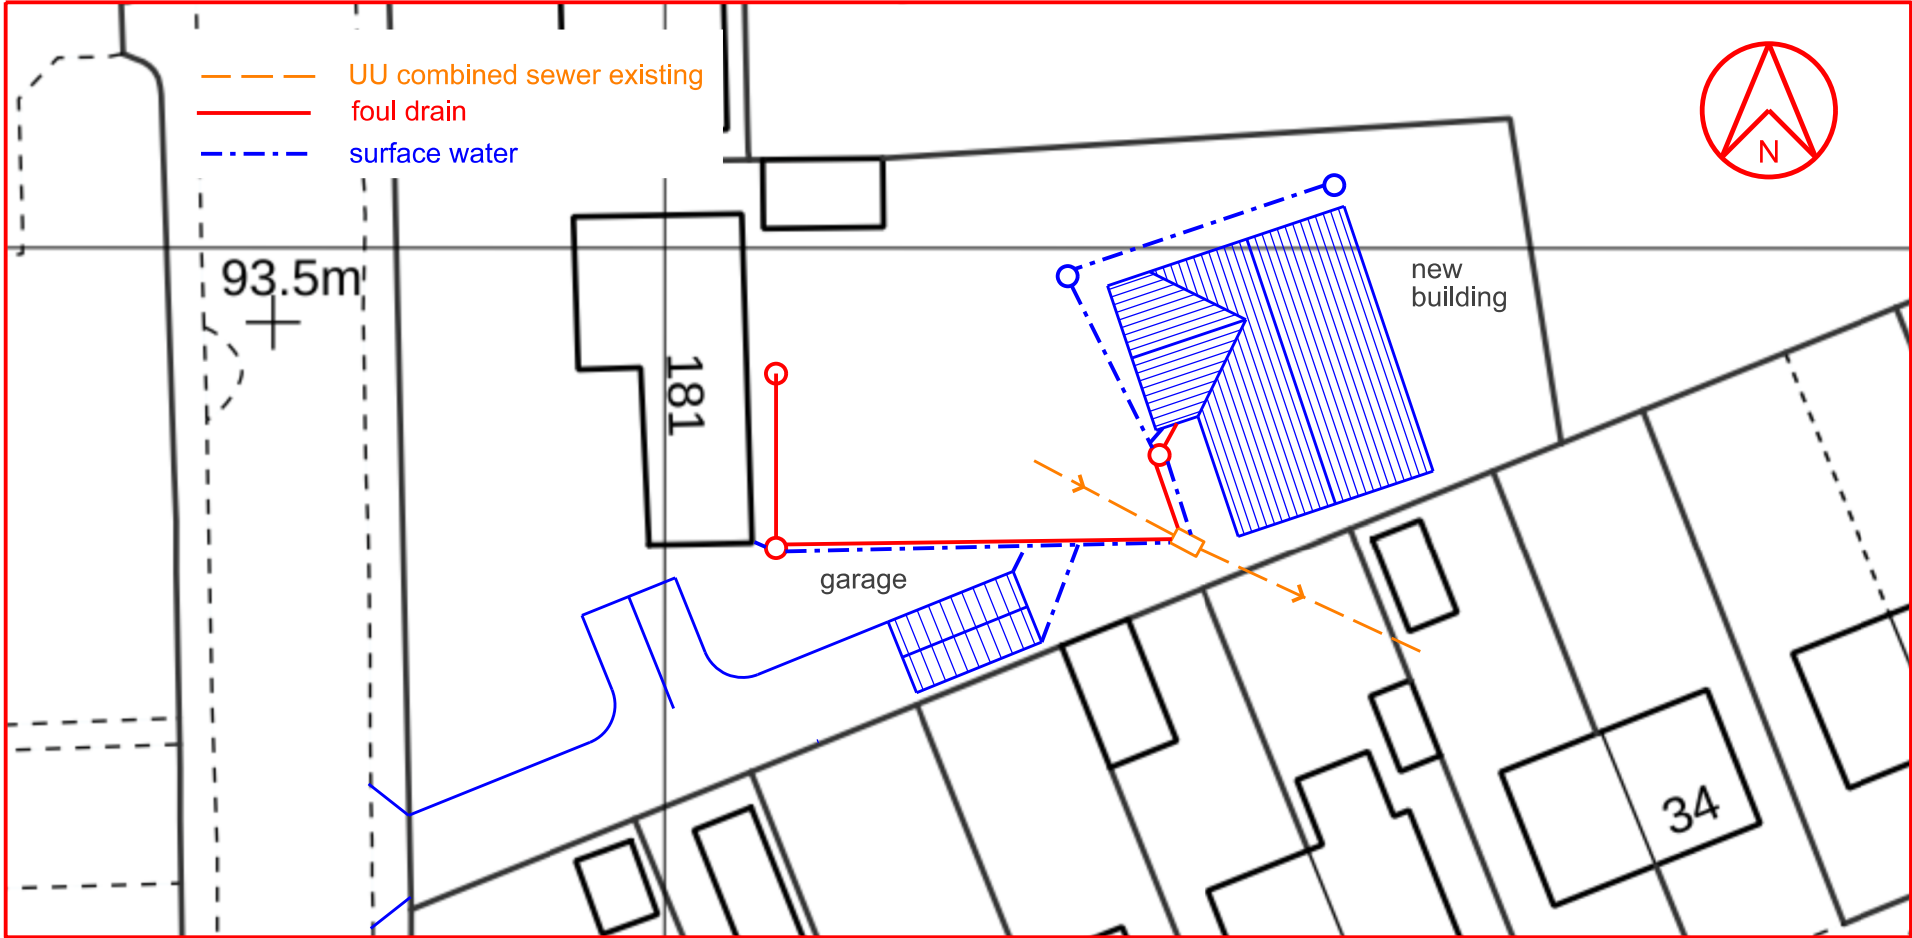 UU combined sewer existing
foul drain
surface water
N
93.5m
new
building
181
garage
34